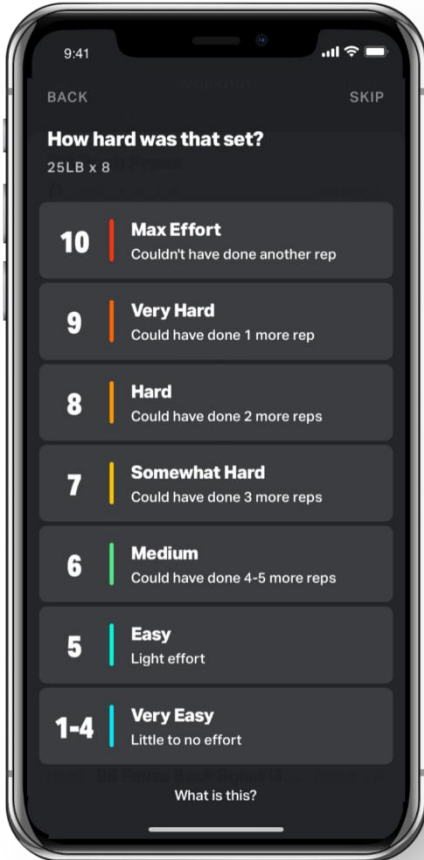 9:41
BACK
SKIP
How hard was that set?
25LB x 8
10
Max Effort
Couldn't have done another rep
9
Very Hard
Could have done 1 more rep
8
Hard
Could have done 2 more reps
7
Somewhat Hard
Could have done 3 more reps
6
Medium
Could have done 4-5 more reps
5
Easy
Light effort
1-4
Very Easy
Little to no effort
What is this?